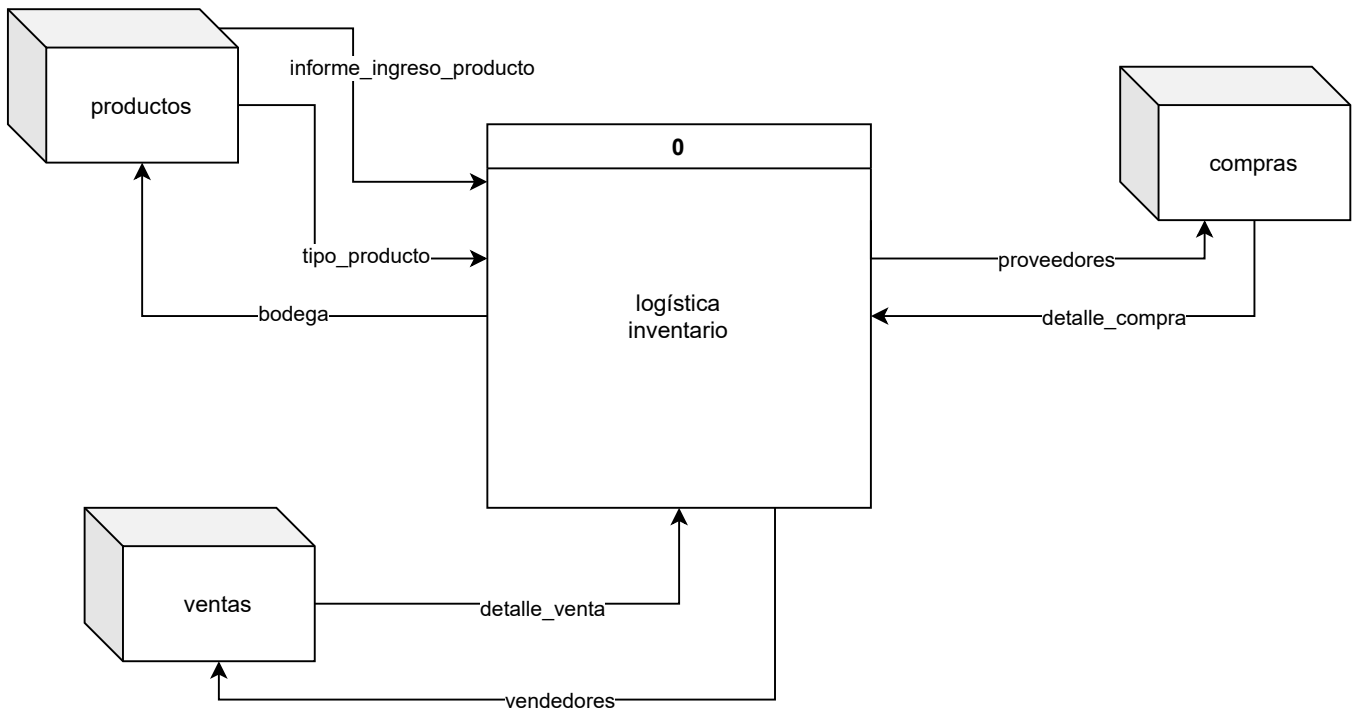 informe_ingreso_producto
productos
0
compras
tipo_producto
proveedores
bodega
logística
inventario
detalle_compra
ventas
detalle_venta
vendedores